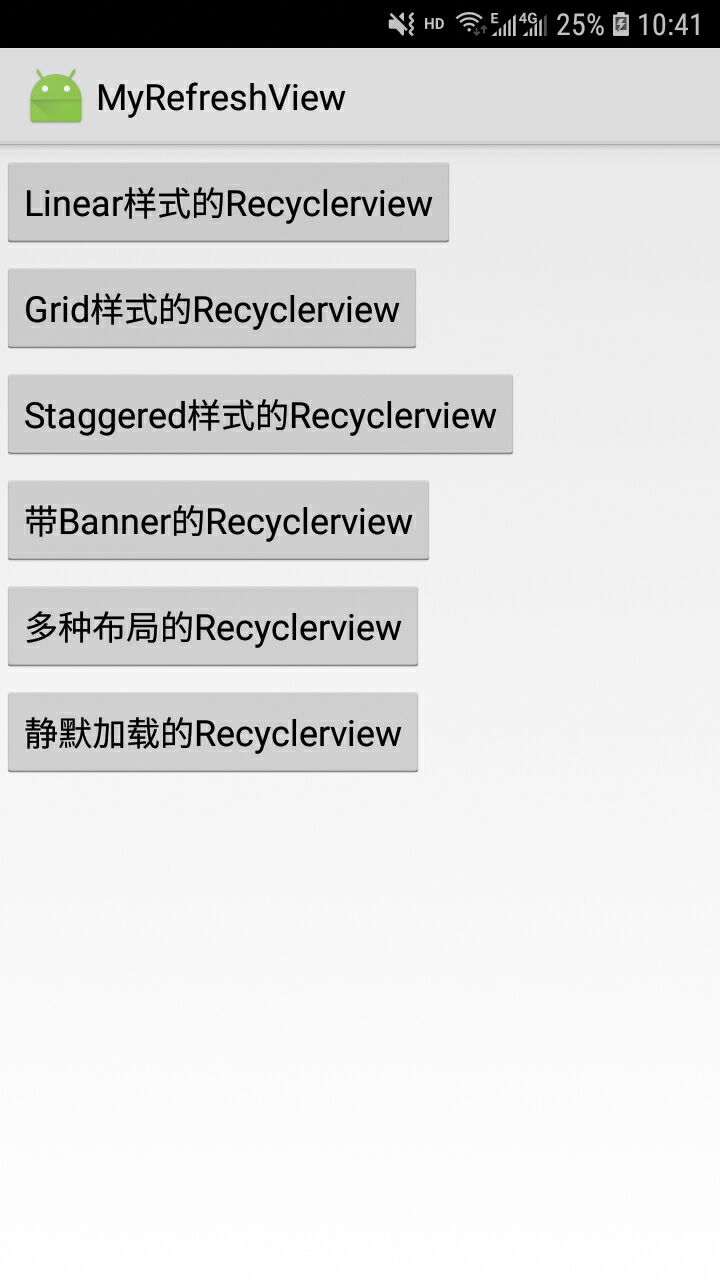 HD E 4G 25% 10:41
MyRefreshView
Linear样式的Recyclerview
Grid样式的Recyclerview
Staggered样式的Recyclerview
带Banner的Recyclerview
多种布局的Recyclerview
静默加载的Recyclerview